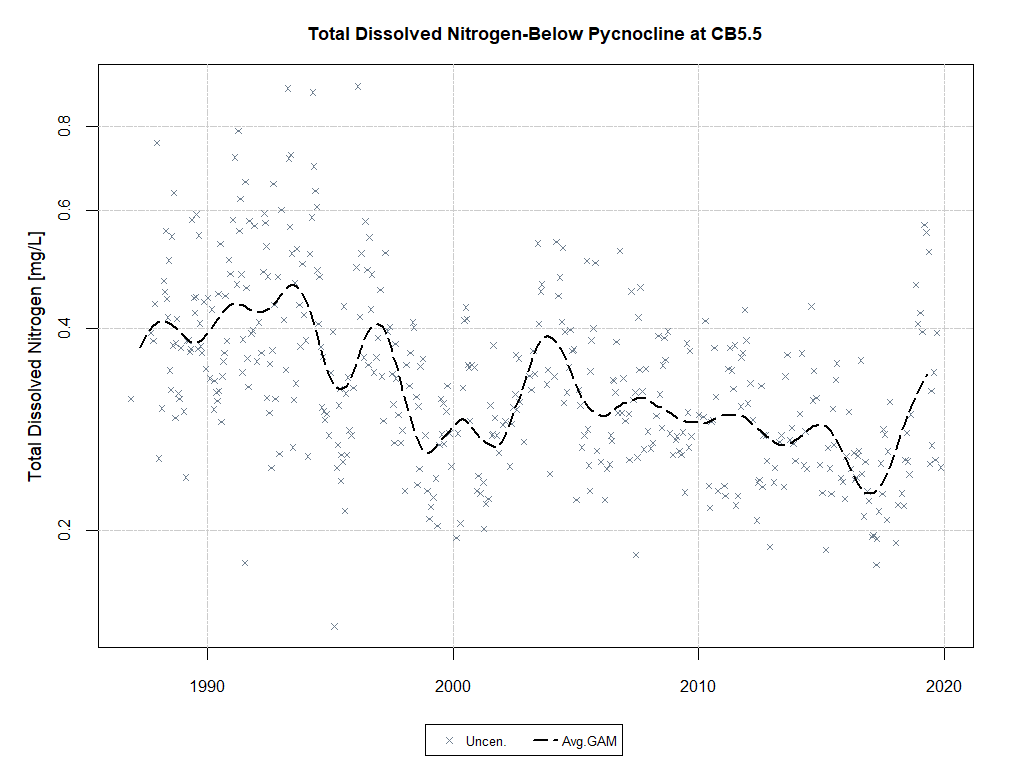 Total Dissolved Nitrogen-Below Pycnocline at CB5.5
Total Dissolved Nitrogen [mg/L]
0.8
0.6
0.4
0.2
1990 2000 2010 2020
Uncen. Avg.GAM